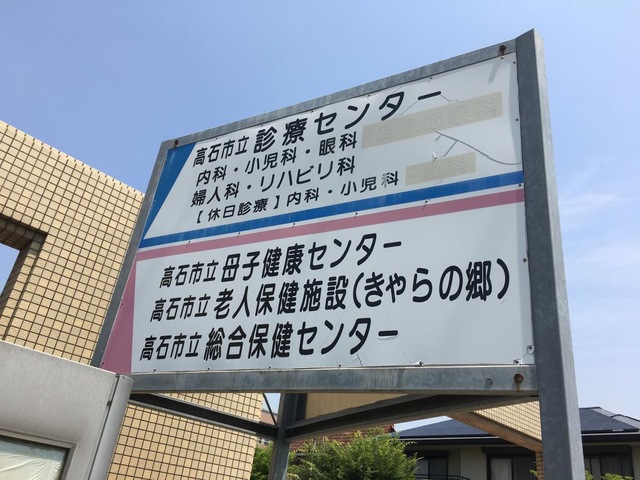 高石市立 診療センター
内科・小児科・眼科
婦人科・リハビリ科
【休日診療】内科・小児科
高石市立 母子健康センター
高石市立 老人保健施設(きゃらの郷)
高石市立 総合保健センター